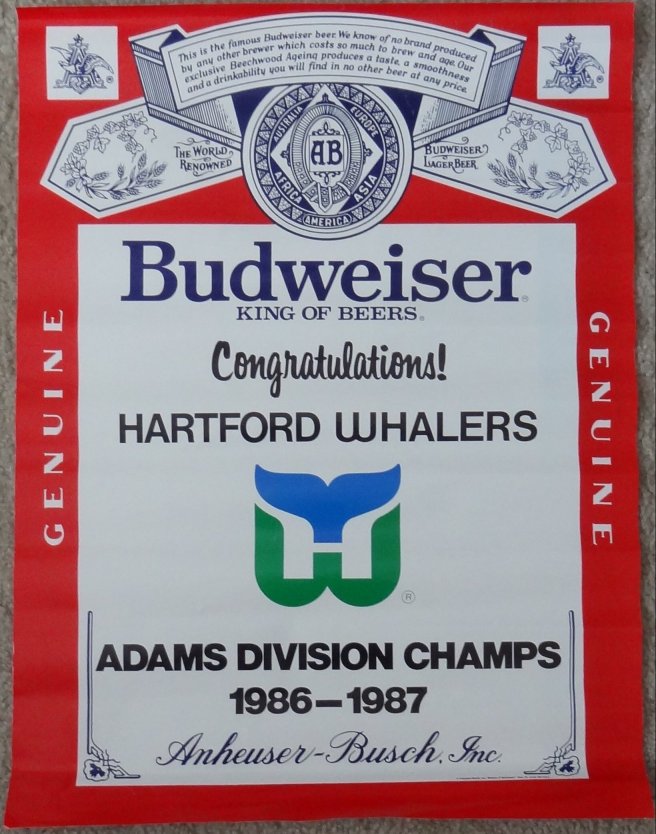 This is the famous Budweiser beer. We know of no brand produced
by any other brewer which costs so much to brew and age. Our
exclusive Beechwood Ageing produces a taste, a smoothness
and a drinkability you will find in no other beer at any price.
AUSTRALIA
EUROPE
AB
AFRICA
ASIA
AMERICA
THE WORLD
RENOWNED
BUDWEISER
LAGER BEER
Budweiser®
KING OF BEERS®
Congratulations!
HARTFORD WHALERS
GENUINE
GENUINE
®
ADAMS DIVISION CHAMPS
1986–1987
Anheuser-Busch, Inc.